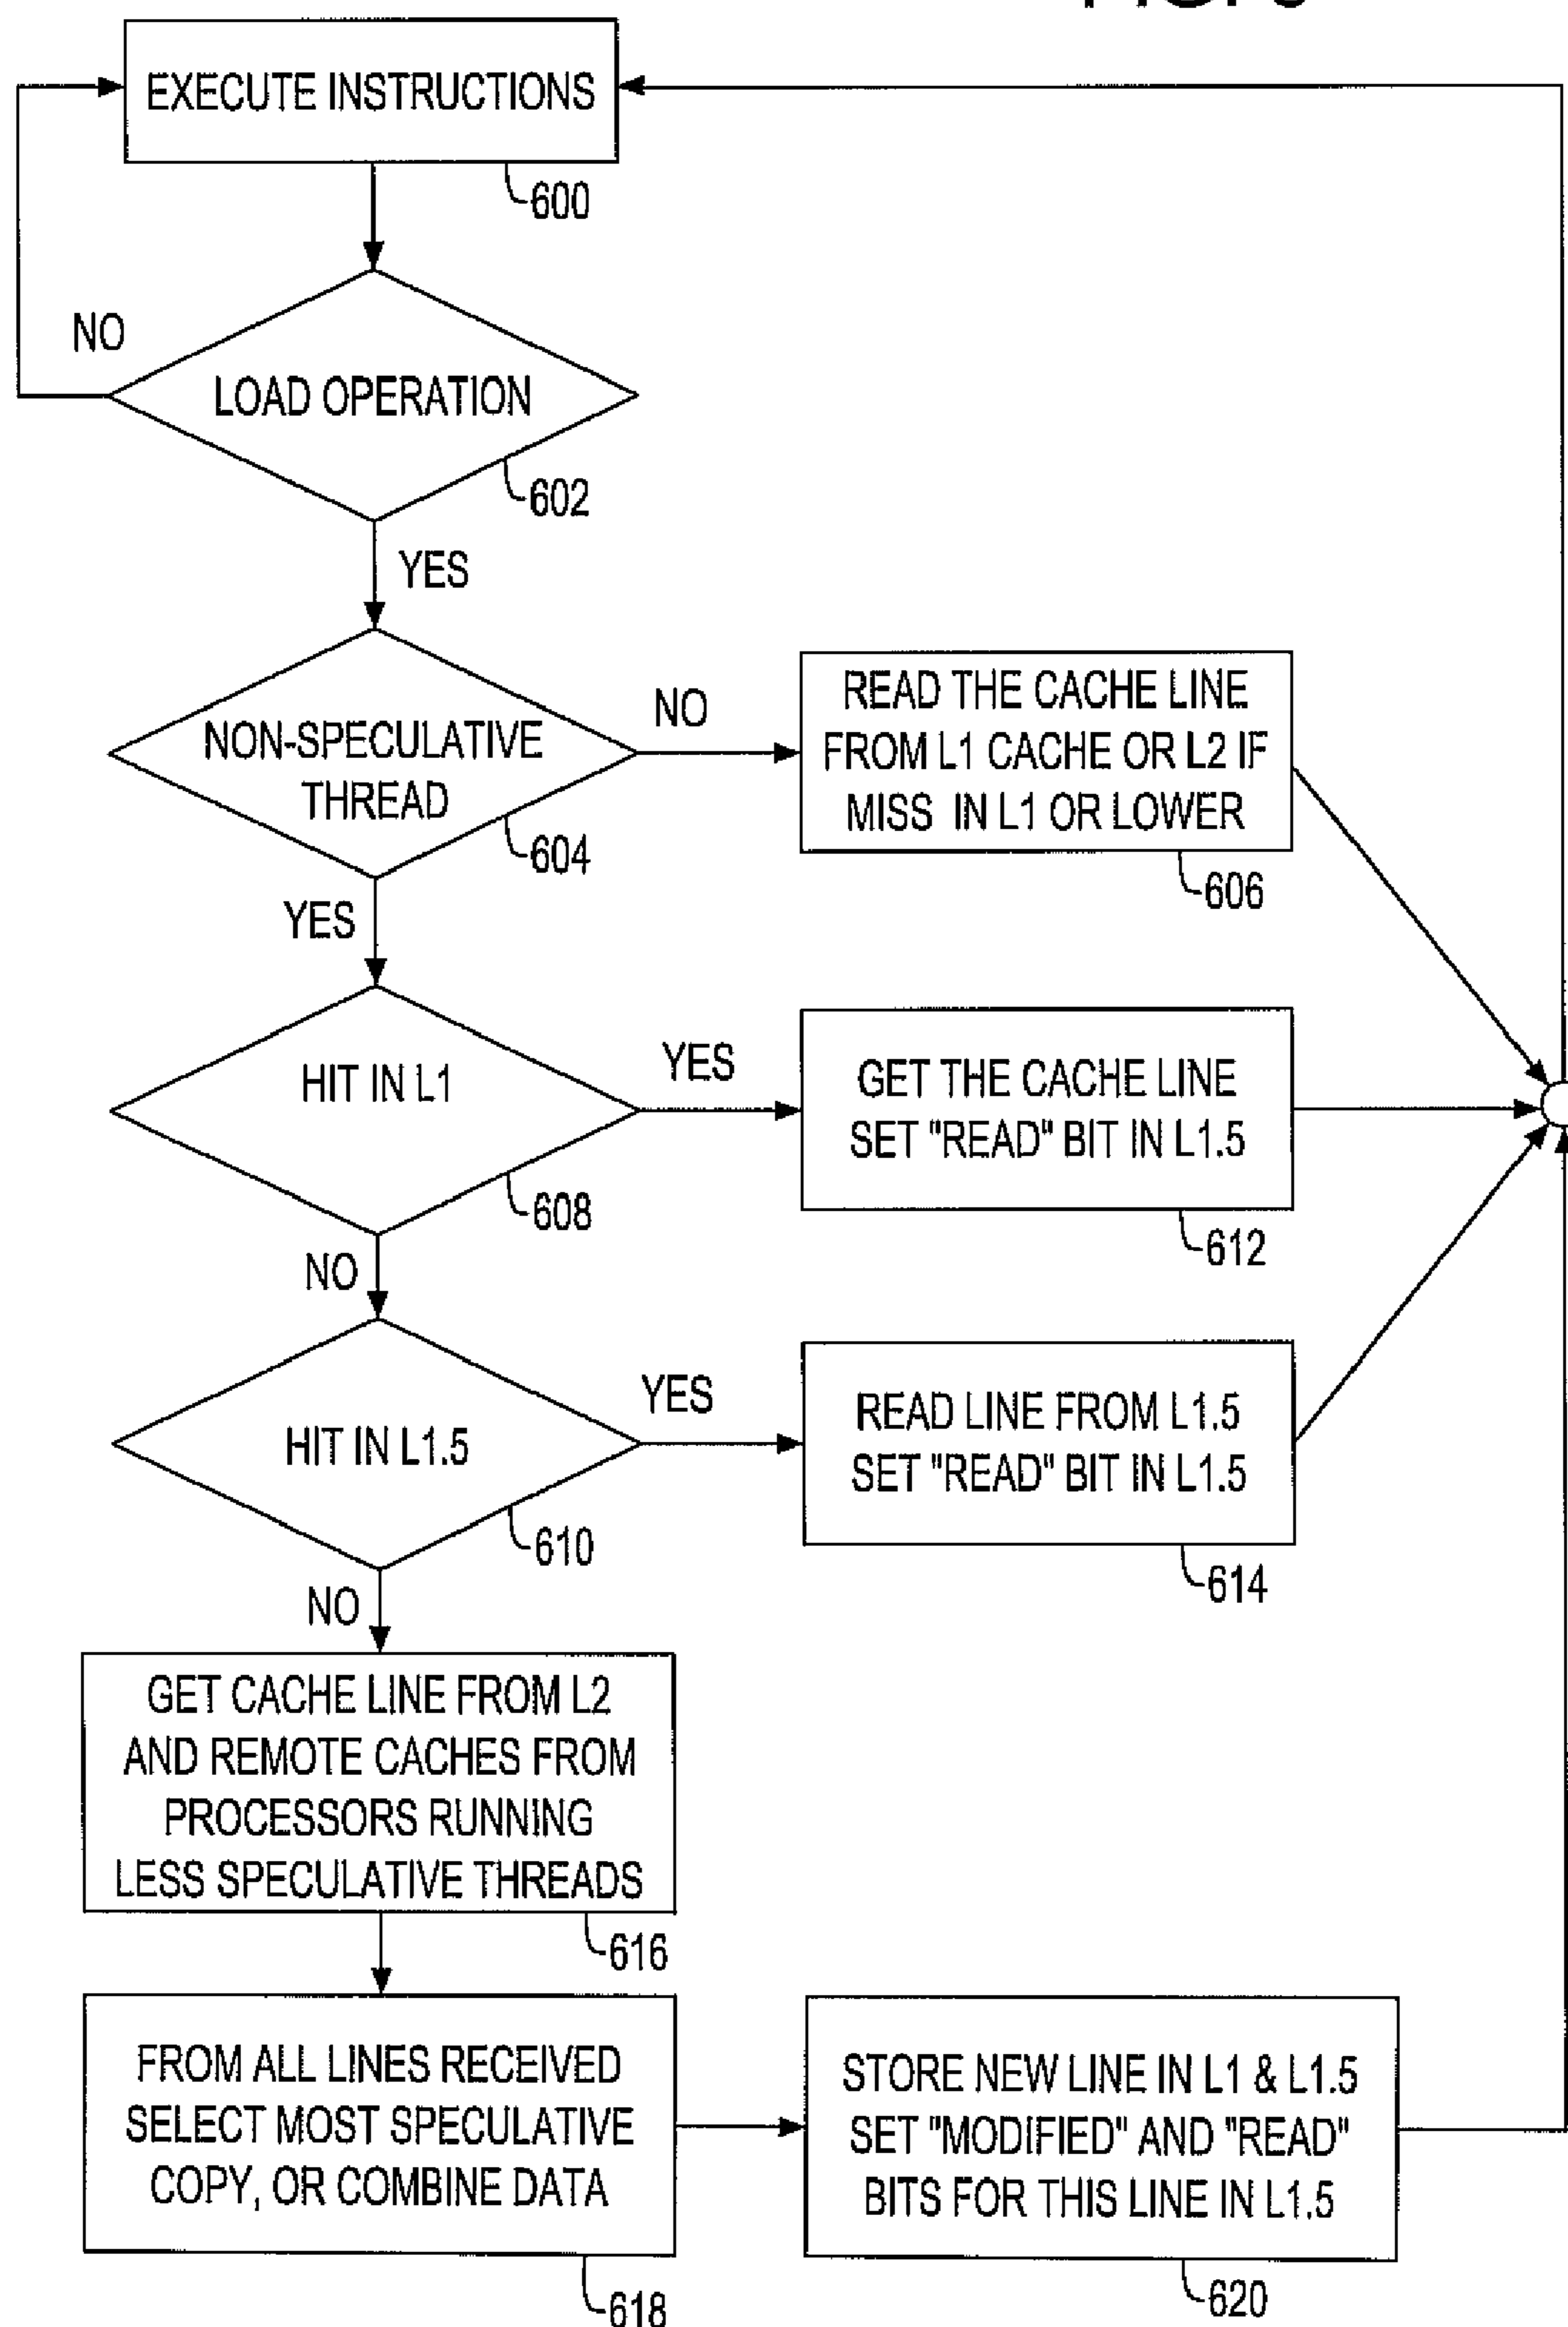 EXECUTE INSTRUCTIONS
600
NO
LOAD OPERATION
602
YES
NON-SPECULATIVE
THREAD
604
NO
READ THE CACHE LINE
FROM L1 CACHE OR L2 IF
MISS IN L1 OR LOWER
606
YES
HIT IN L1
608
YES
GET THE CACHE LINE
SET "READ" BIT IN L1.5
612
NO
HIT IN L1.5
610
YES
READ LINE FROM L1.5
SET "READ" BIT IN L1.5
614
NO
GET CACHE LINE FROM L2
AND REMOTE CACHES FROM
PROCESSORS RUNNING
LESS SPECULATIVE THREADS
616
FROM ALL LINES RECEIVED
SELECT MOST SPECULATIVE
COPY, OR COMBINE DATA
618
STORE NEW LINE IN L1 & L1.5
SET "MODIFIED" AND "READ"
BITS FOR THIS LINE IN L1.5
620